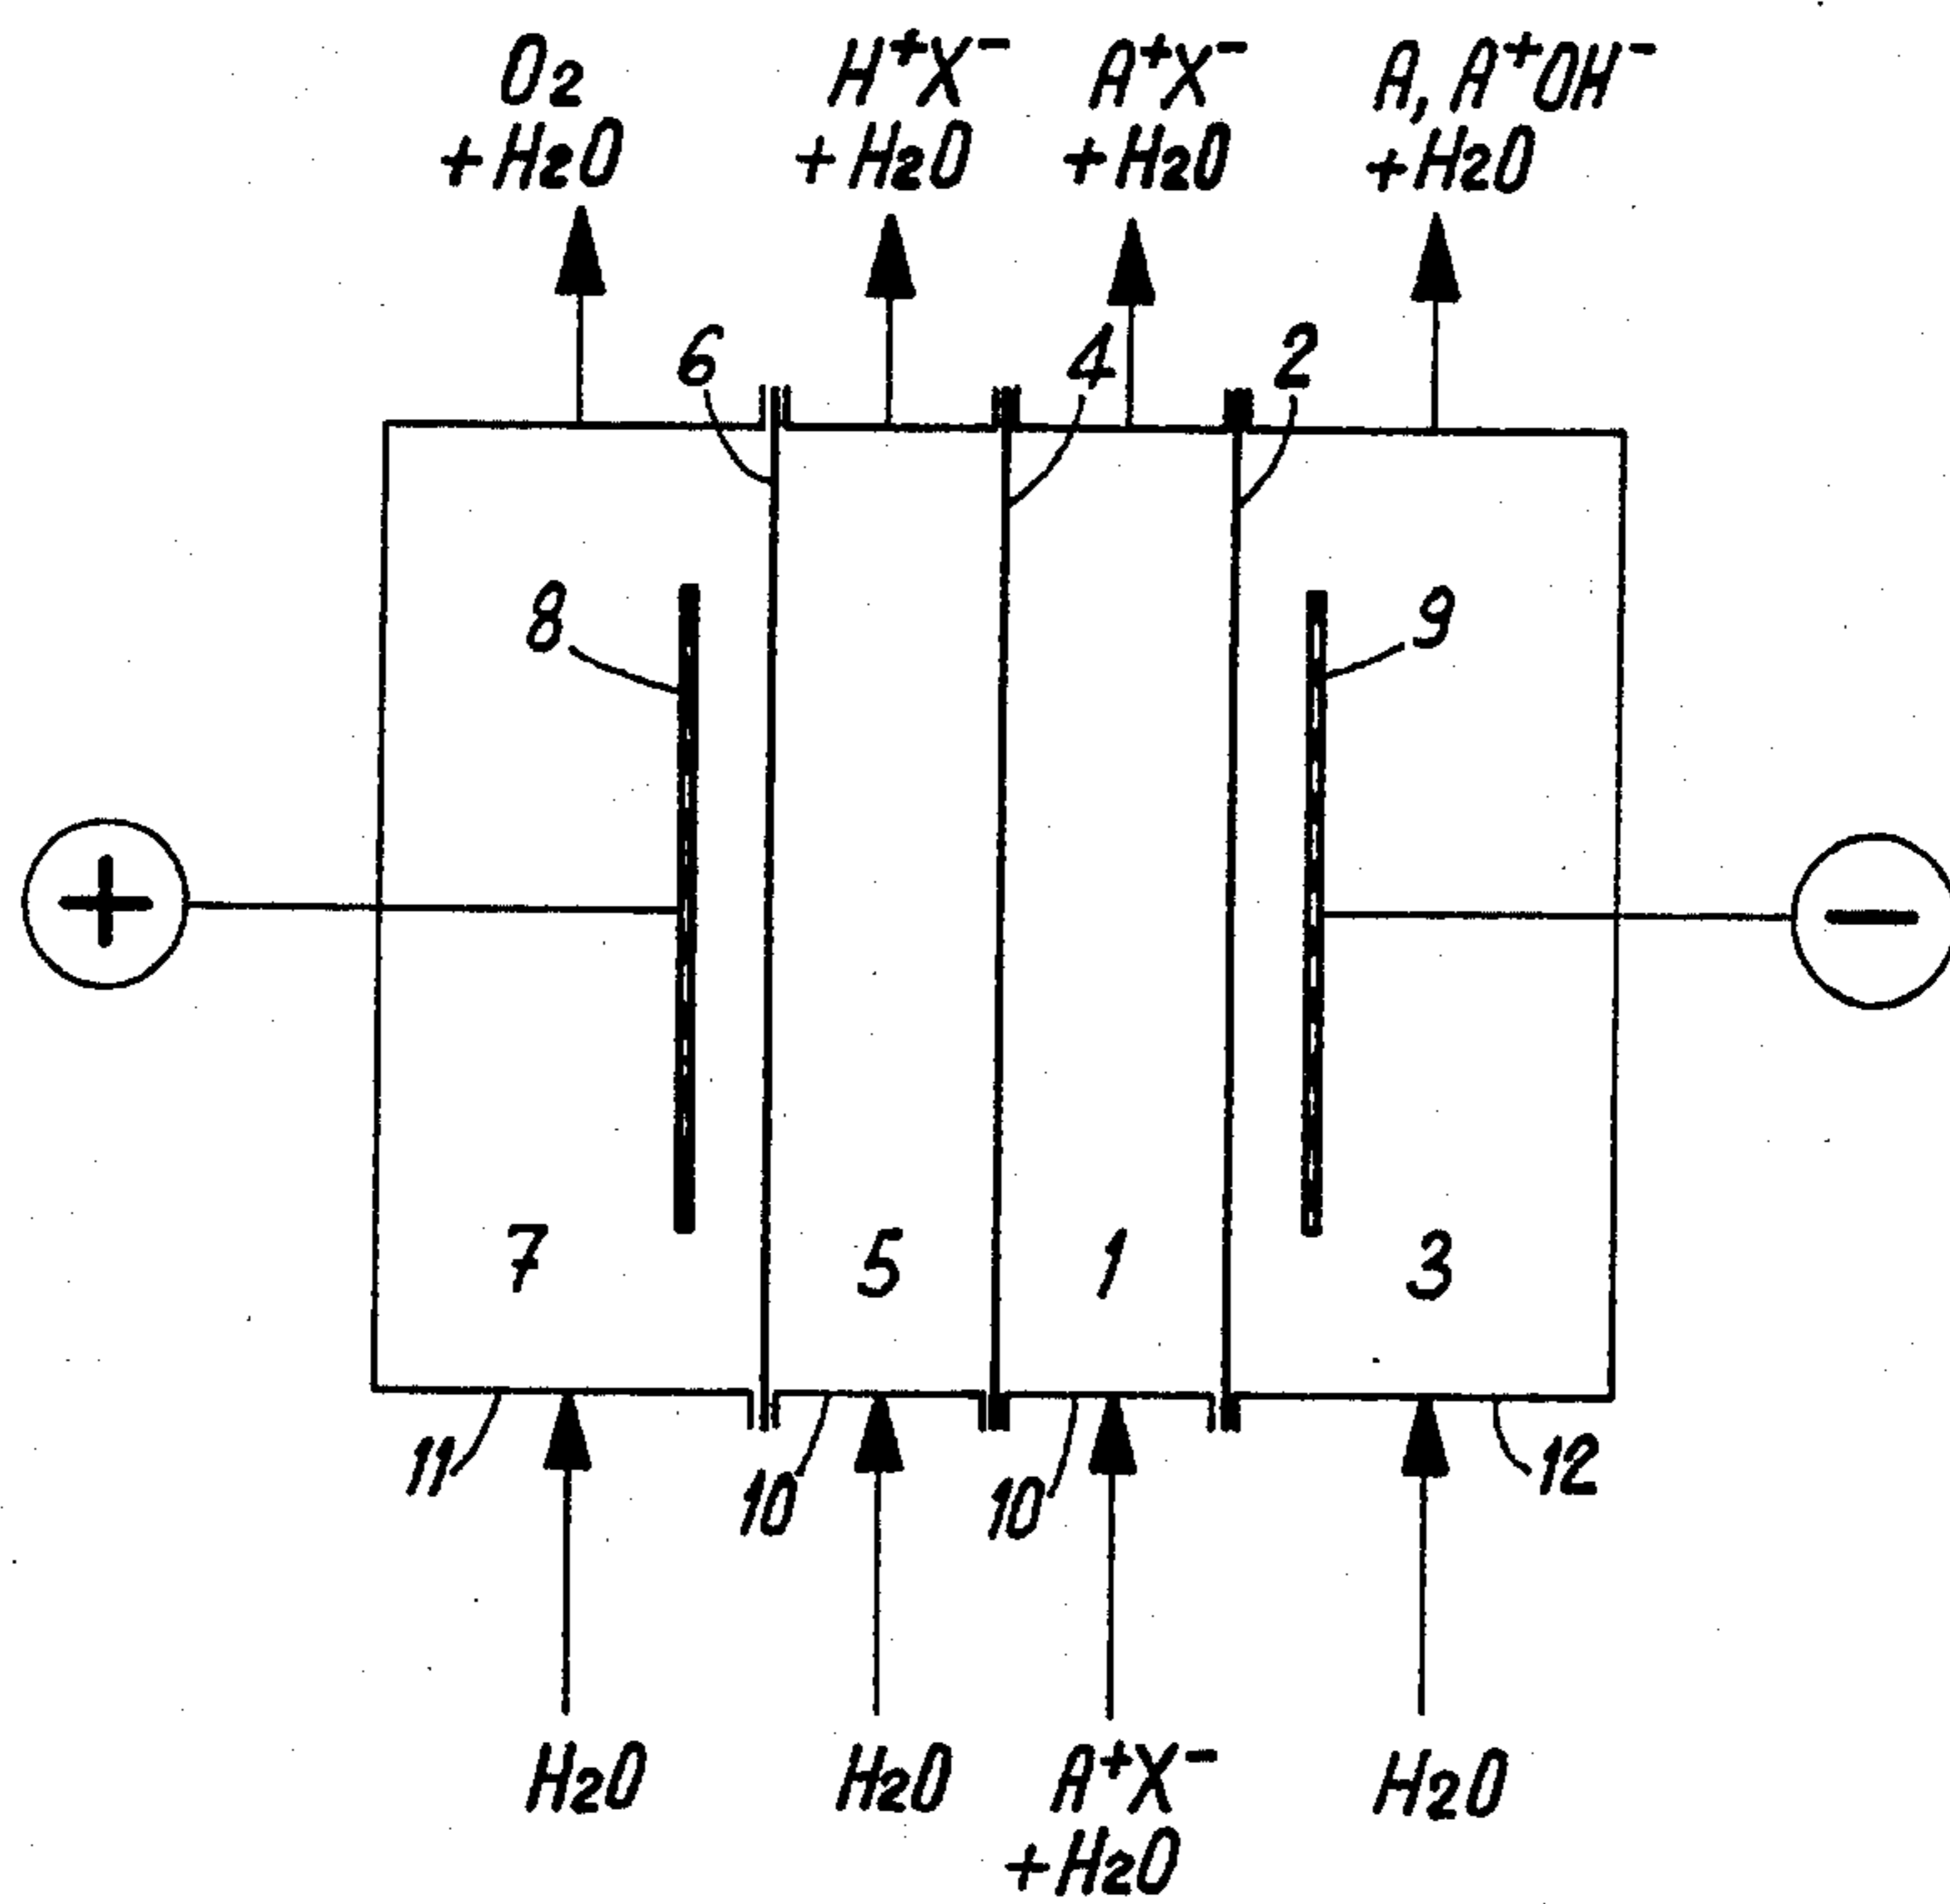 O2 H+X− A+X− A, A+OH−
+H2O +H2O +H2O +H2O
6 4 2
8 9
+ −
7 5 1 3
11 10 10 12
H2O H2O A+X− H2O
+H2O